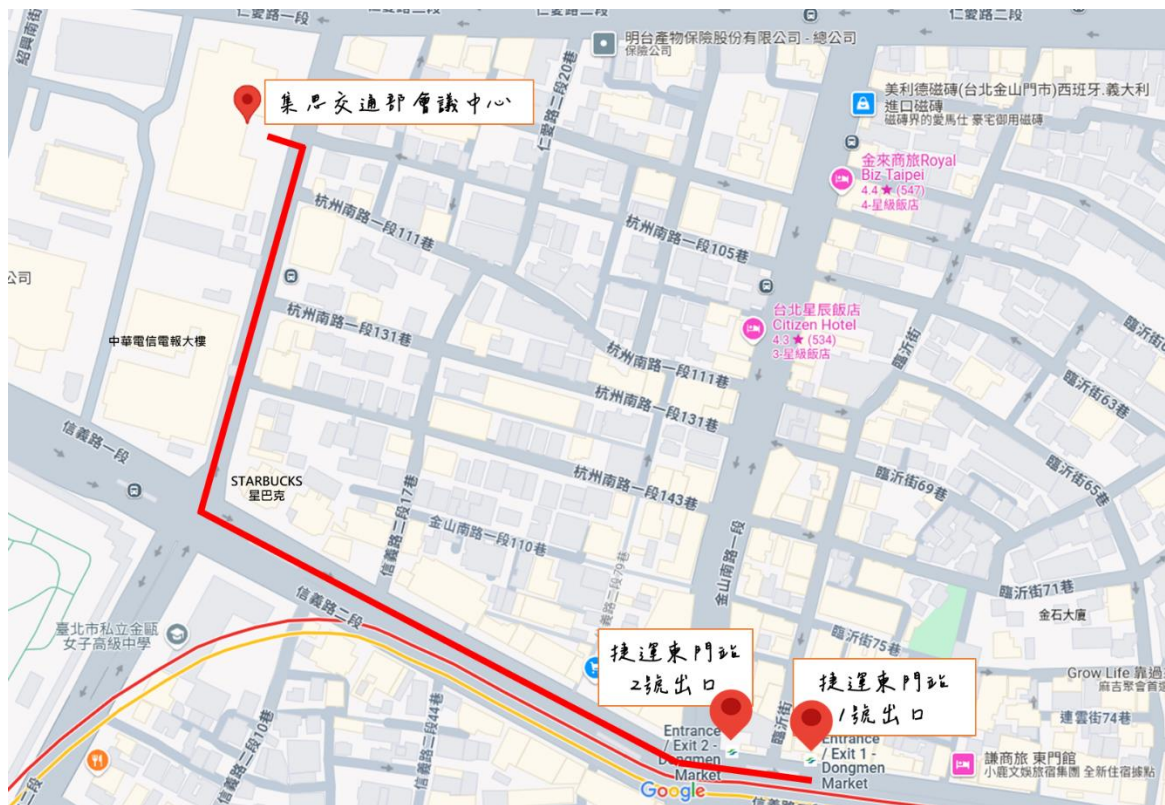 仁愛路一段
仁愛路二段
仁愛路二段
紹興南街
明台產物保險股份有限公司 - 總公司
保險公司
仁愛路二段20巷
美利德磁磚(台北金山門市)西班牙.義大利
進口磁磚
磁磚界的愛馬仕 豪宅御用磁磚
集思交通部會議中心
金來商旅Royal
Biz Taipei
4.4 ★ (547)
4-星級飯店
杭州南路一段111巷
杭州南路一段105巷
公司
台北星辰飯店
Citizen Hotel
4.3 ★ (534)
3-星級飯店
杭州南路一段131巷
中華電信電報大樓
杭州南路一段111巷
臨沂街
臨沂街63巷
杭州南路一段131巷
信義路一段
STARBUCKS
星巴克
杭州南路一段143巷
臨沂街69巷
臨沂街65巷
信義路二段17巷
金山南路一段110巷
金山南路一段
信義路二段79巷
臨沂街71巷
金石大廈
信義路二段
臺北市私立金甌
女子高級中學
臨沂街75巷
捷運東門站
2號出口
捷運東門站
1號出口
Grow Life 靠過
麻吉聚會首選
臨沂街
連雲街74巷
信義路二段10巷
信義路二段44巷
Entrance
/ Exit 2 -
Dongmen
Market
Entrance
/ Exit 1 -
Dongmen
Market
謙商旅 東門館
小鹿文娛旅宿集團 全新住宿據點
Google